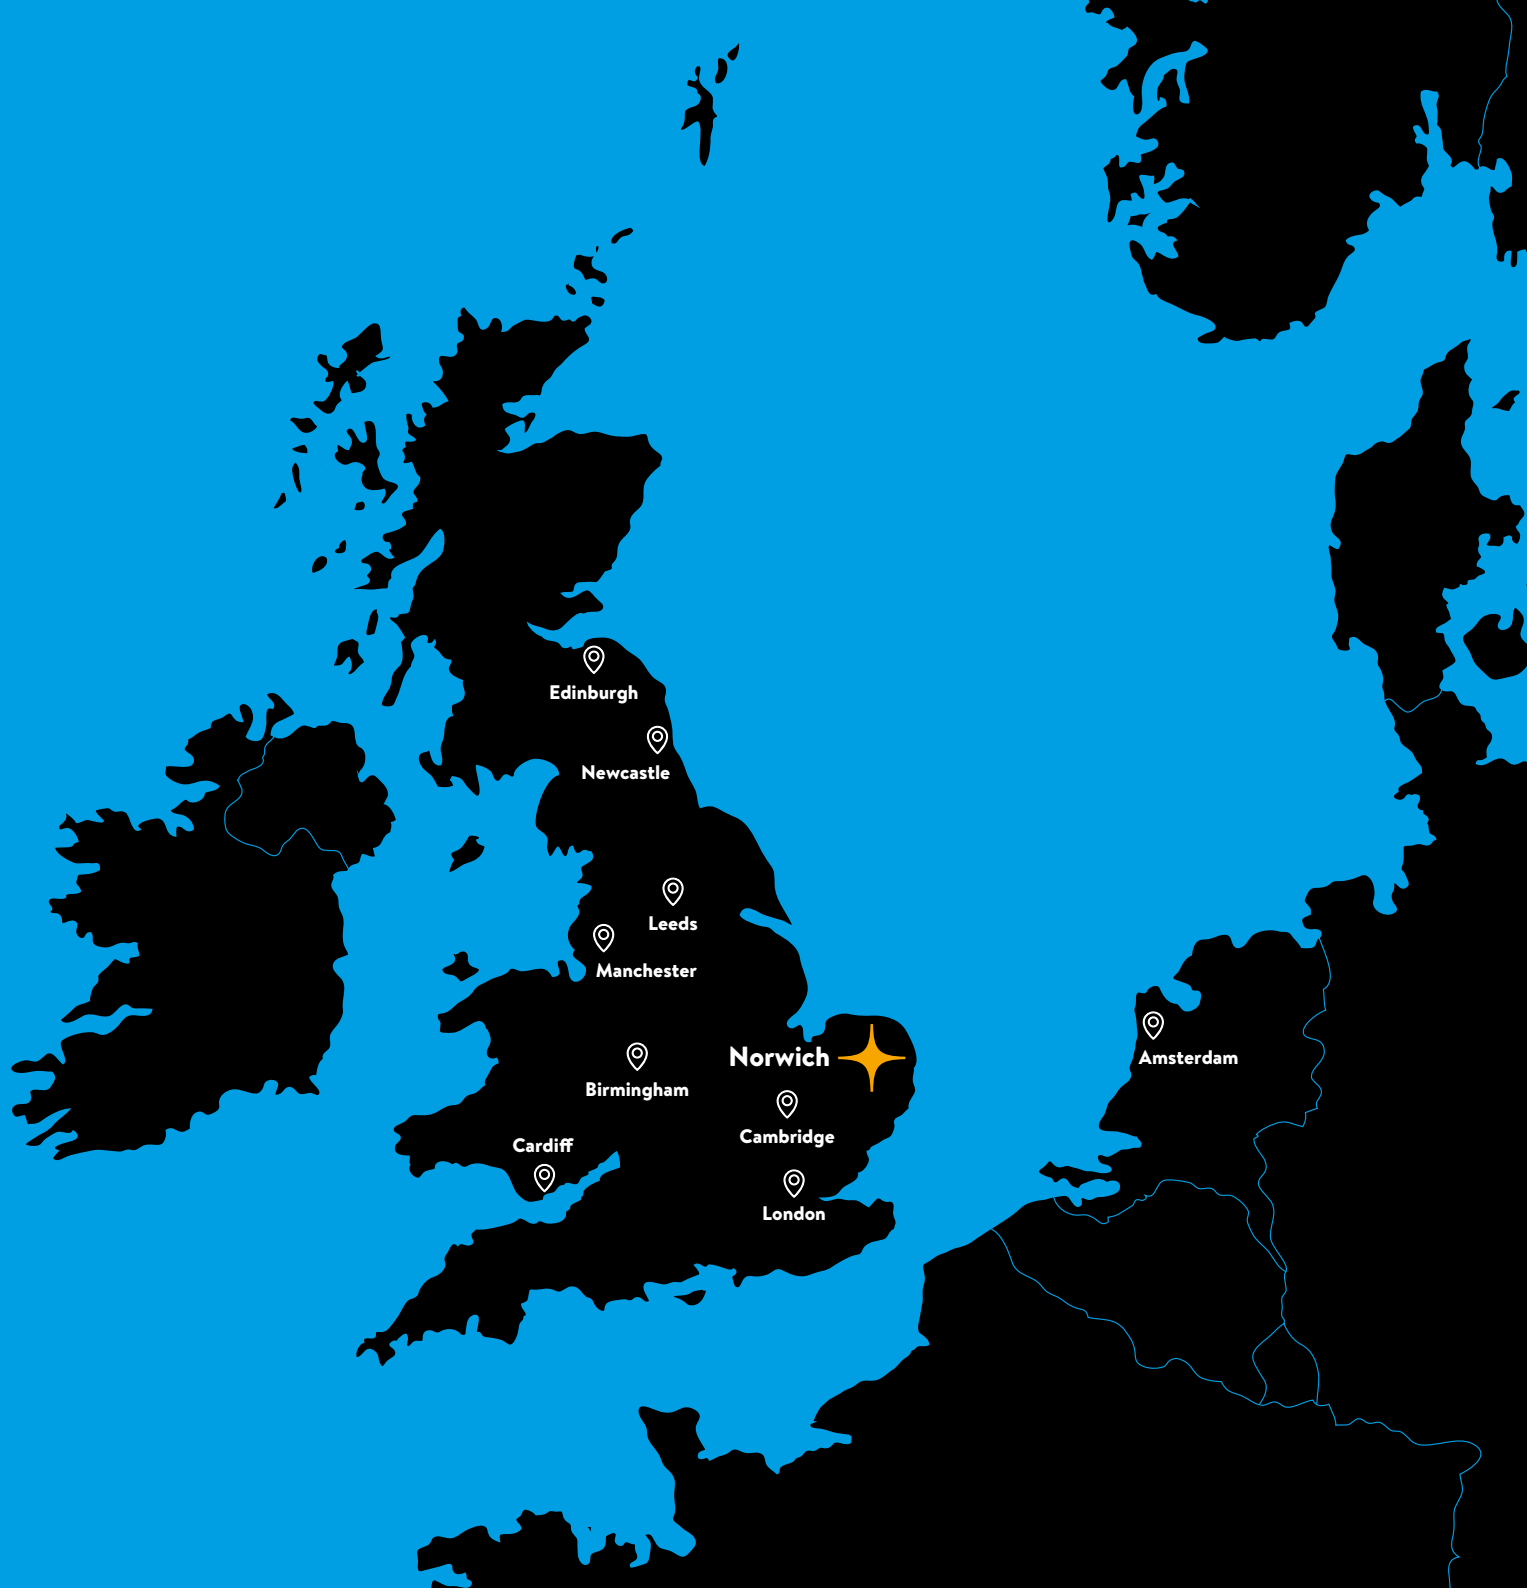 Edinburgh
Newcastle
Leeds
Manchester
Norwich
Amsterdam
Birmingham
Cambridge
Cardiff
London